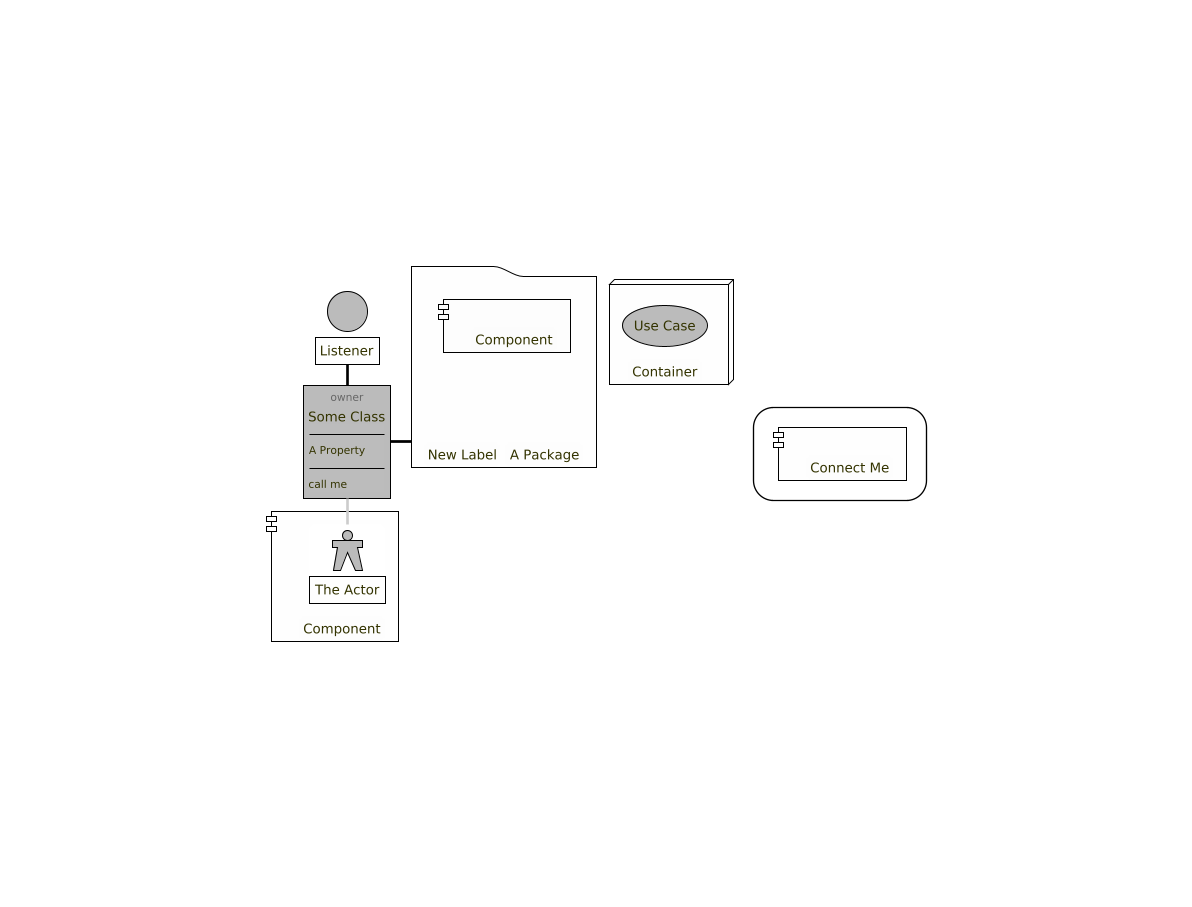 Listener
owner
Some Class
A Property
call me
The Actor
Component
Component
New Label A Package
Use Case
Container
Connect Me